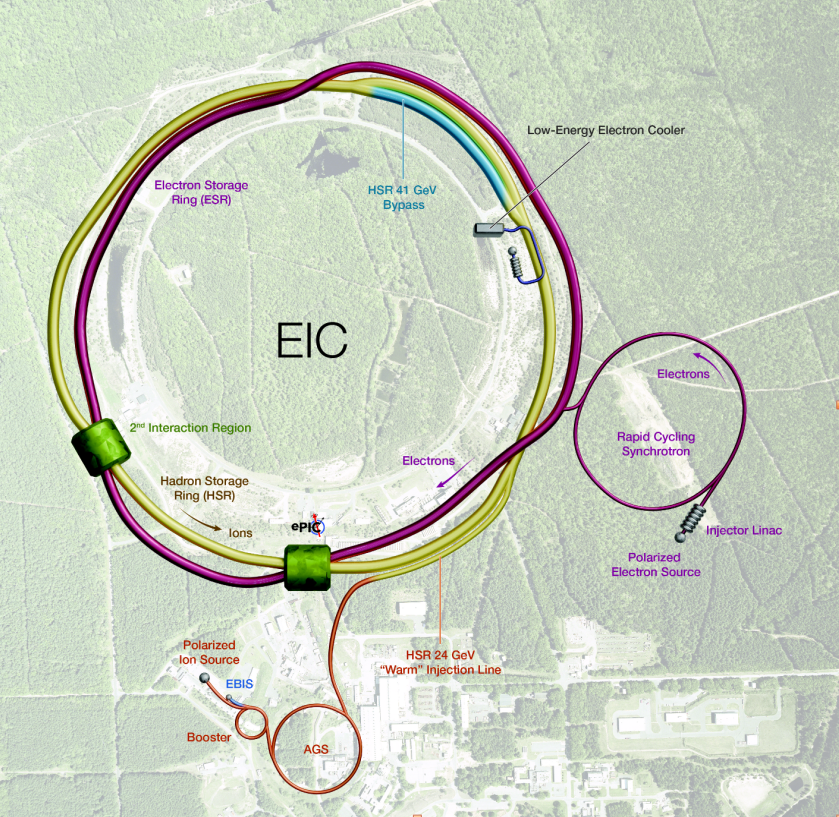 Low-Energy Electron Cooler
Electron Storage
Ring (ESR)
HSR 41 GeV
Bypass
EIC
Electrons
2nd Interaction Region
Rapid Cycling
Synchrotron
Electrons
Hadron Storage
Ring (HSR)
Ions
ePIC
Injector Linac
Polarized
Electron Source
HSR 24 GeV
“Warm” Injection Line
Polarized
Ion Source
EBIS
Booster
AGS